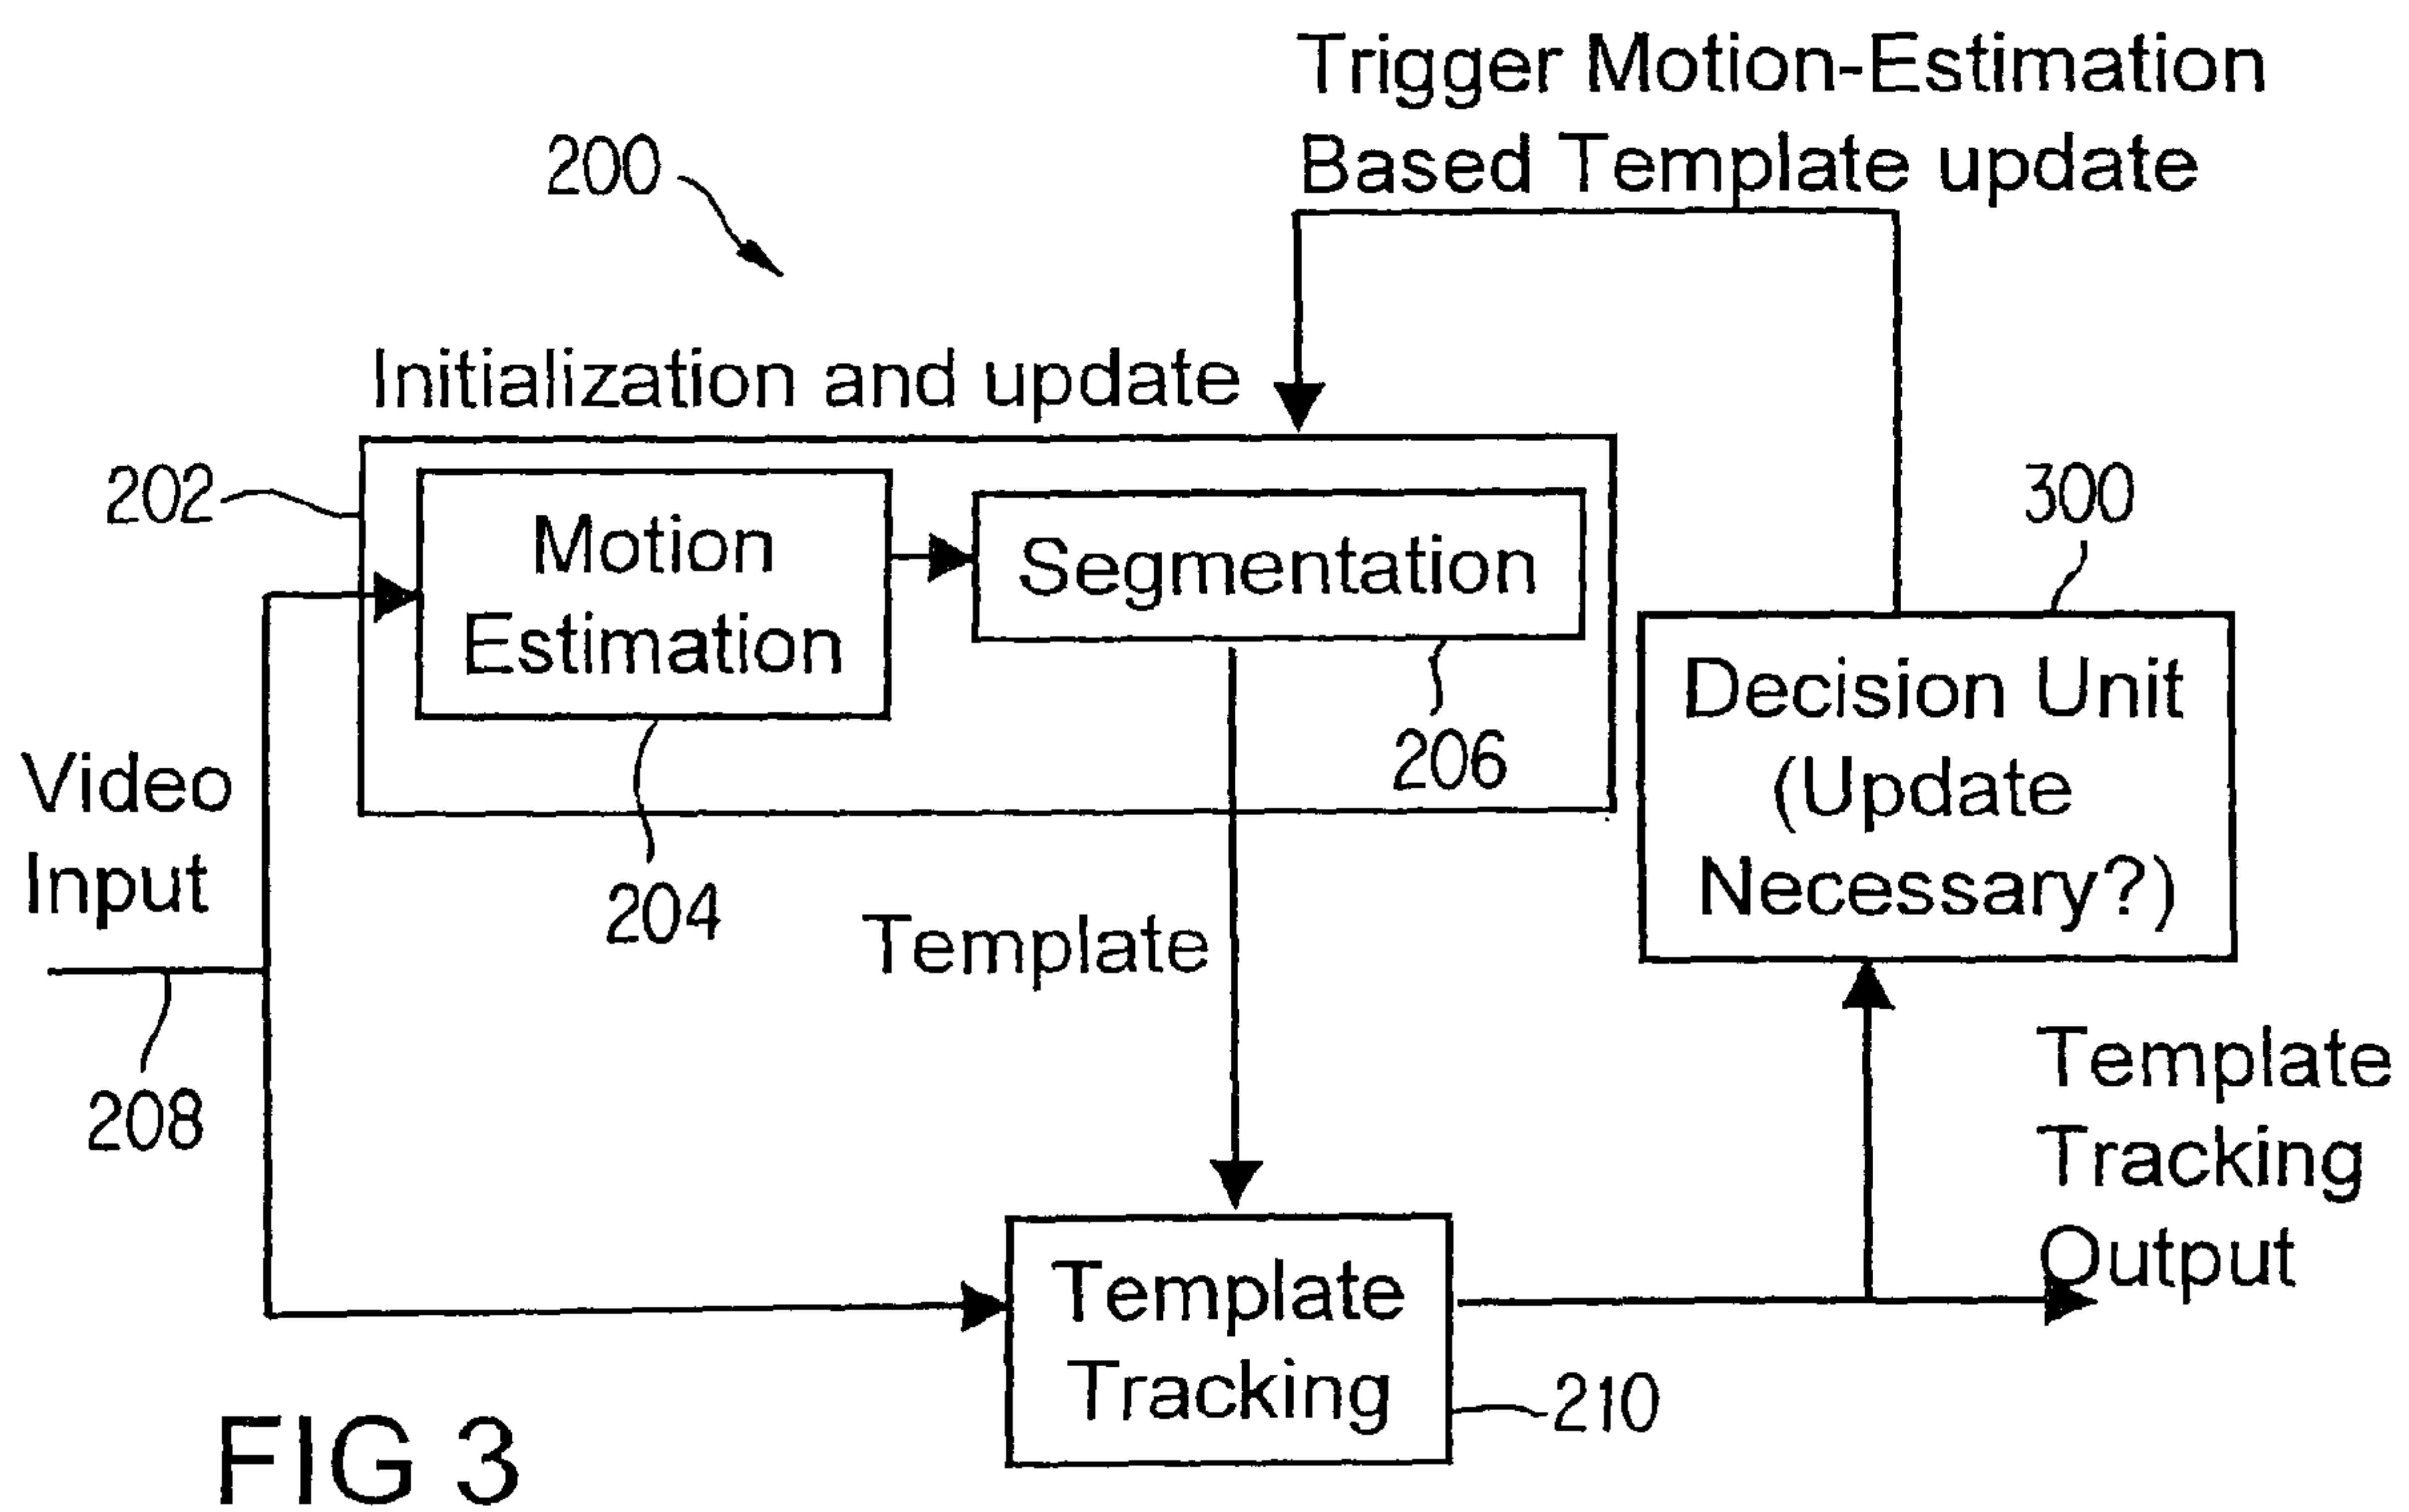 Trigger Motion-Estimation
Based Template update
200
Initialization and update
202
Motion
Estimation
Segmentation
300
Decision Unit
(Update
Necessary?)
206
204
Video
Input
Template
208
Template
Tracking
Output
Template
Tracking
210
FIG 3